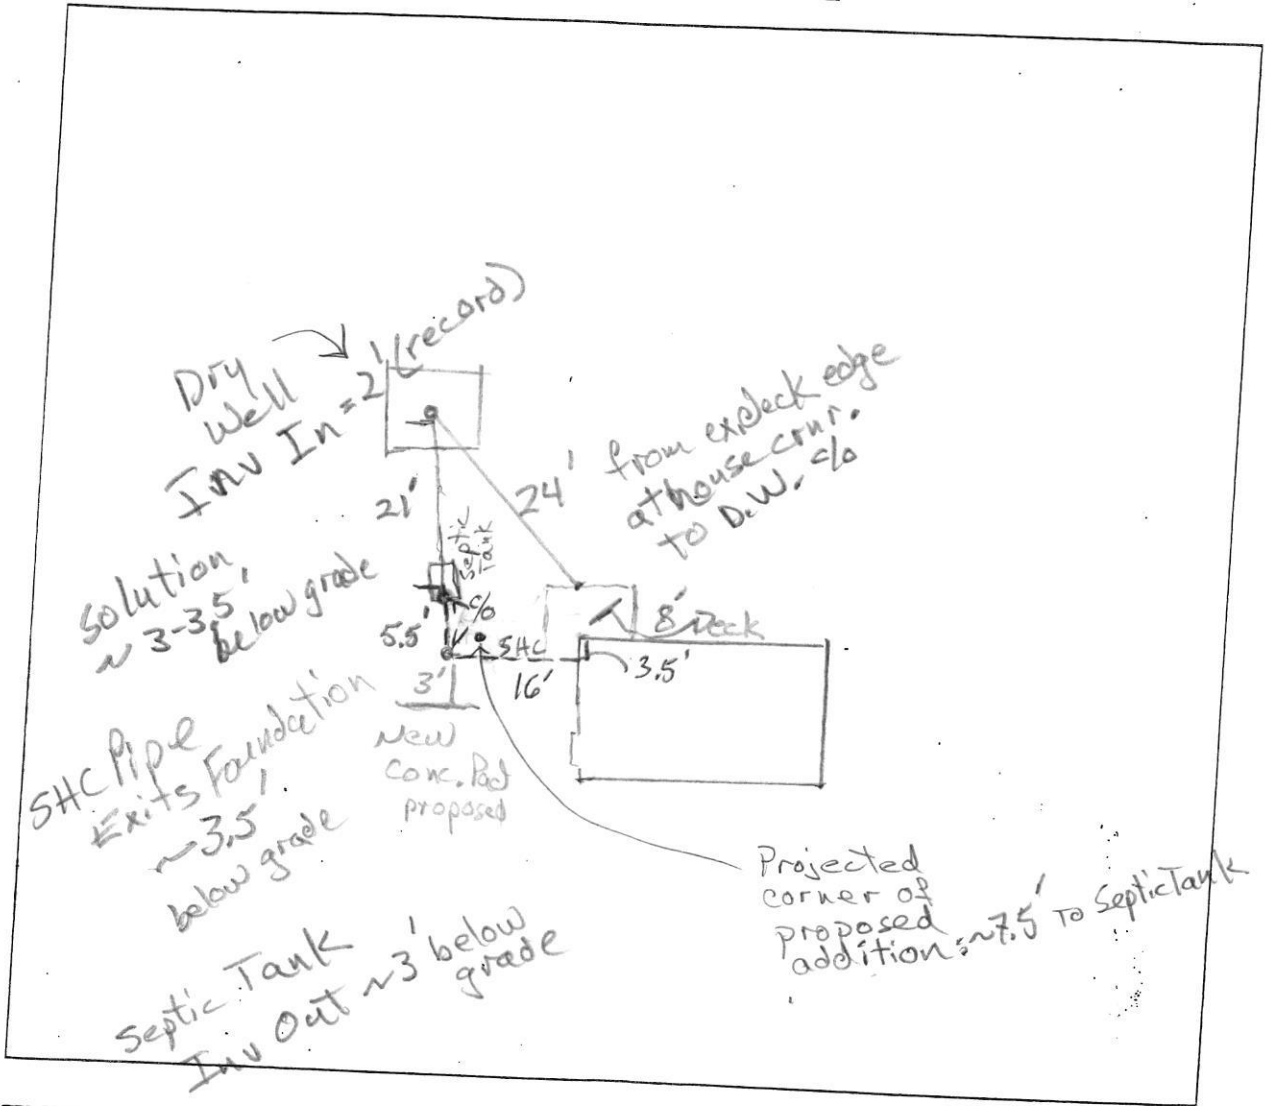 Dry
Well
Inv In = 2' (record)
21'
24'
from ex deck edge
at house crnr.
to D.W. c/o
Septic
Tank
solution
~ 3-3.5'
below grade
c/o
5.5'
8' Deck
SHC
16'
3.5'
3'
New
Conc. Pad
proposed
SHC Pipe
Exits Foundation
~3.5'
below grade
Projected
corner of
proposed
addition: ~7.5' to Septic Tank
Septic Tank
Inv Out ~3' below
grade